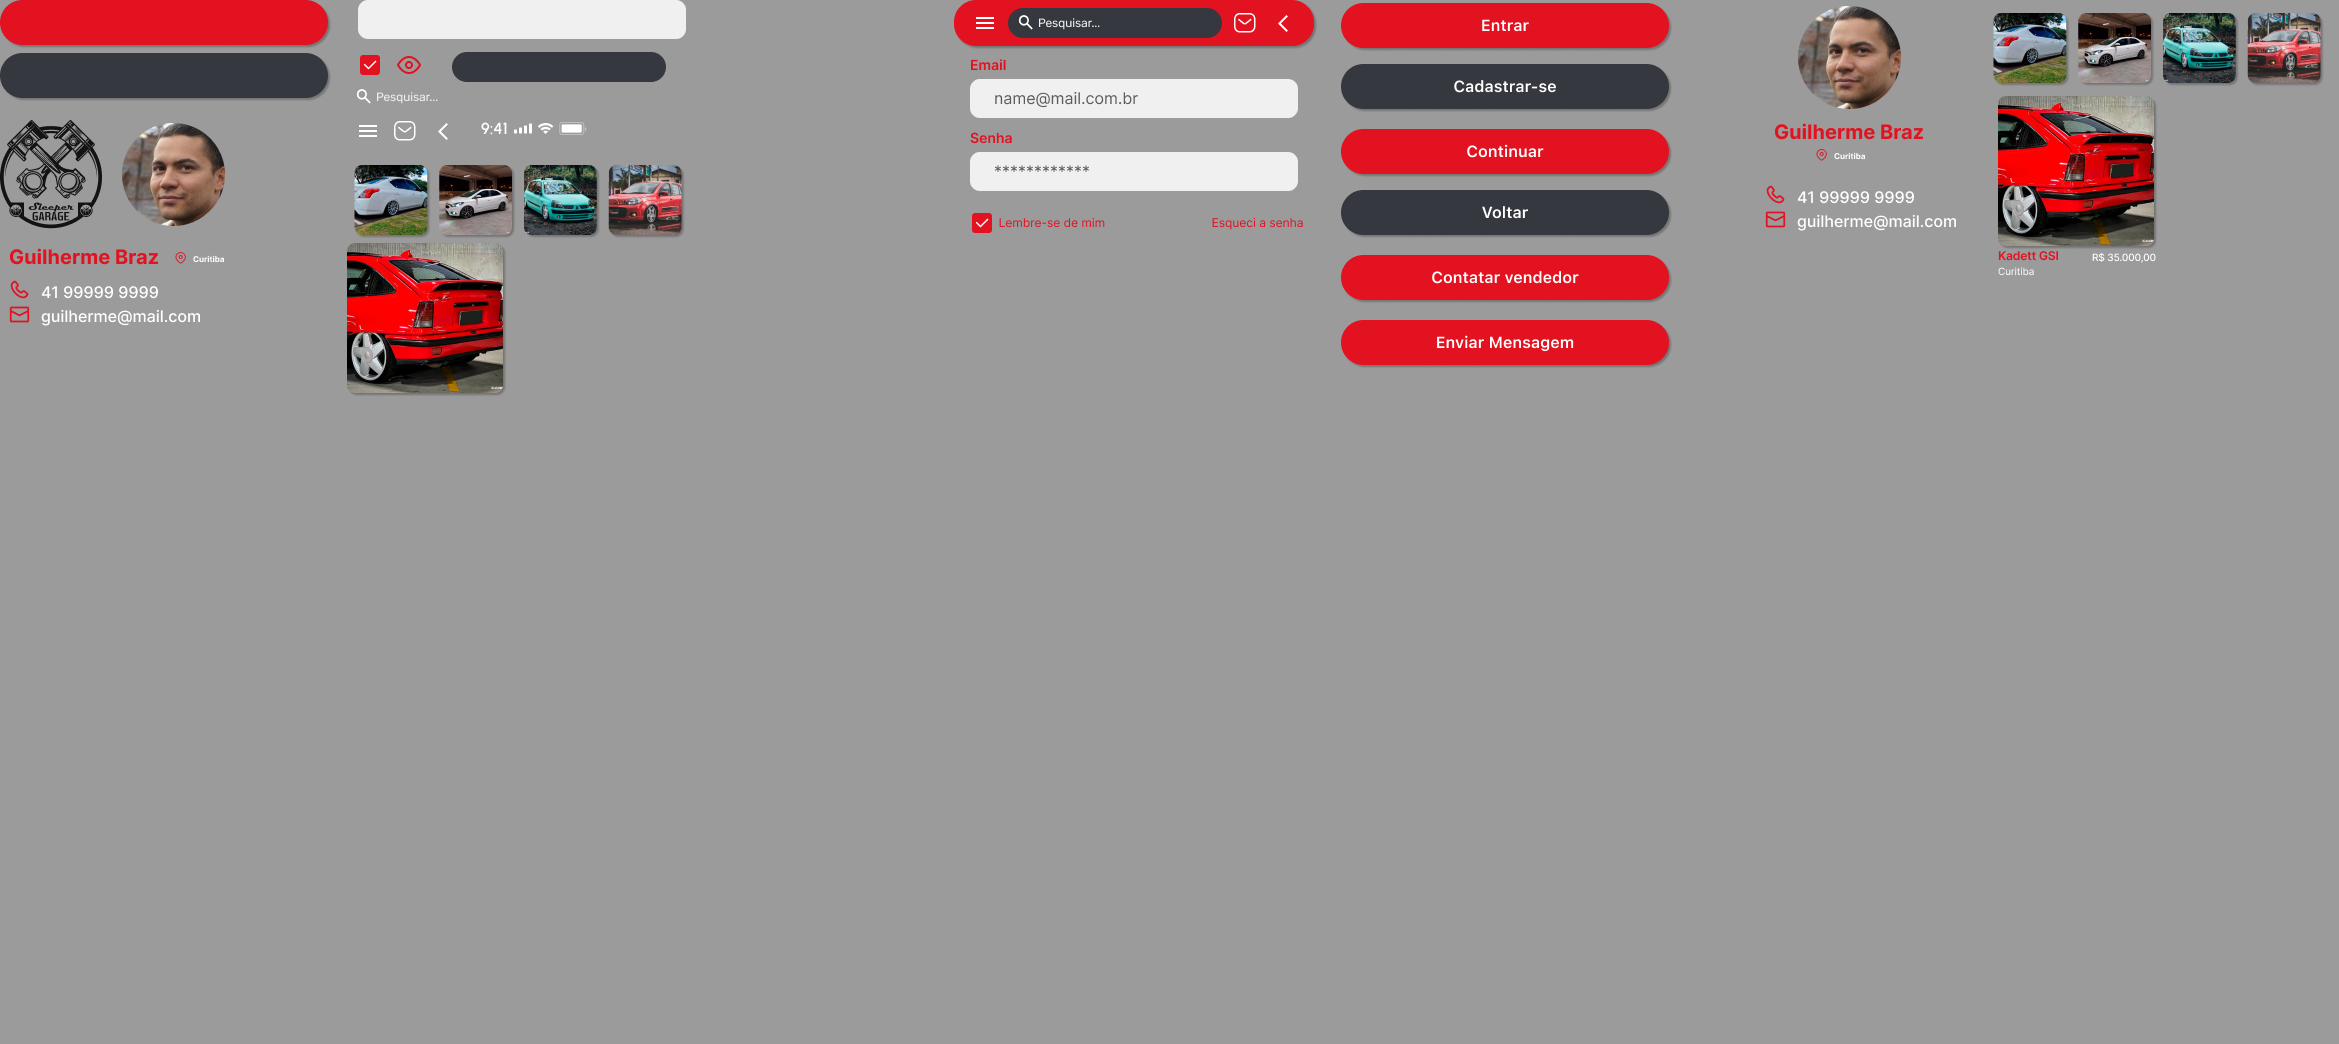 Pesquisar...
9:41
Sleeper
GARAGE
Guilherme Braz
Curitiba
41 99999 9999
guilherme@mail.com
Pesquisar...
Email
name@mail.com.br
Senha
************
Lembre-se de mim
Esqueci a senha
Entrar
Cadastrar-se
Continuar
Voltar
Contatar vendedor
Enviar Mensagem
Guilherme Braz
Curitiba
41 99999 9999
guilherme@mail.com
Kadett GSI
R$ 35.000,00
Curitiba